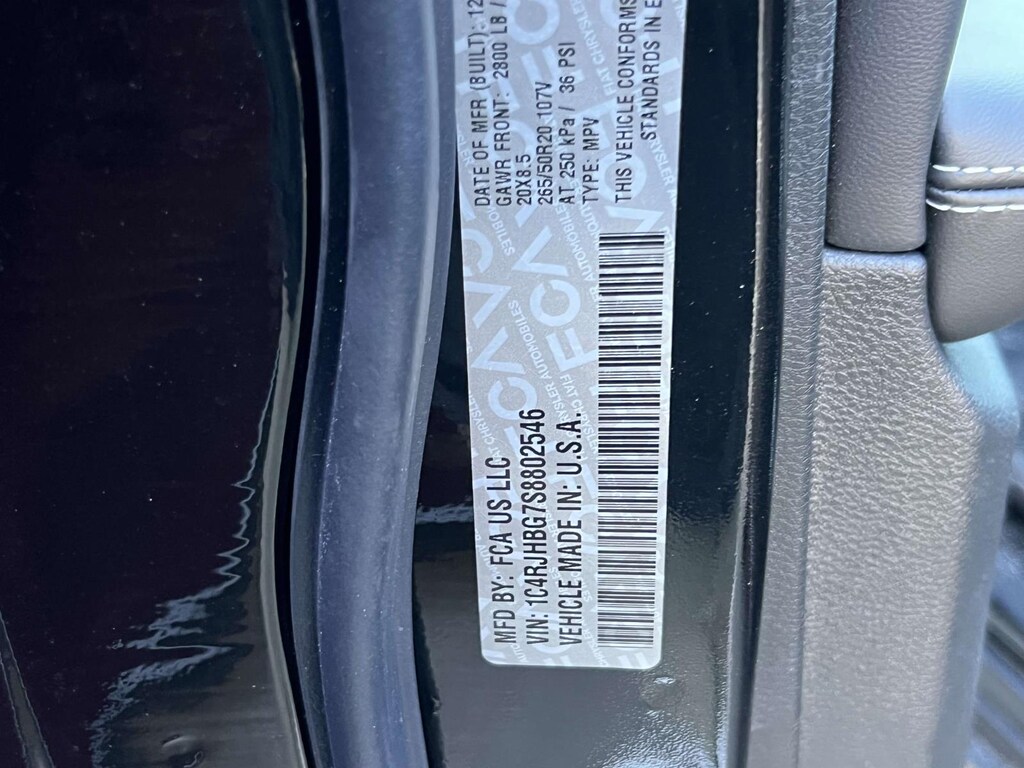 MFD BY: FCA US LLC
VIN: 1C4RJHBG7S8802546
VEHICLE MADE IN: U.S.A.
DATE OF MFR (BUILT): 12
GAWR FRONT: 2800 LB /
20X8.5
265/50R20 107V
AT 250 kPa / 36 PSI
TYPE: MPV
THIS VEHICLE CONFORMS
STANDARDS IN E